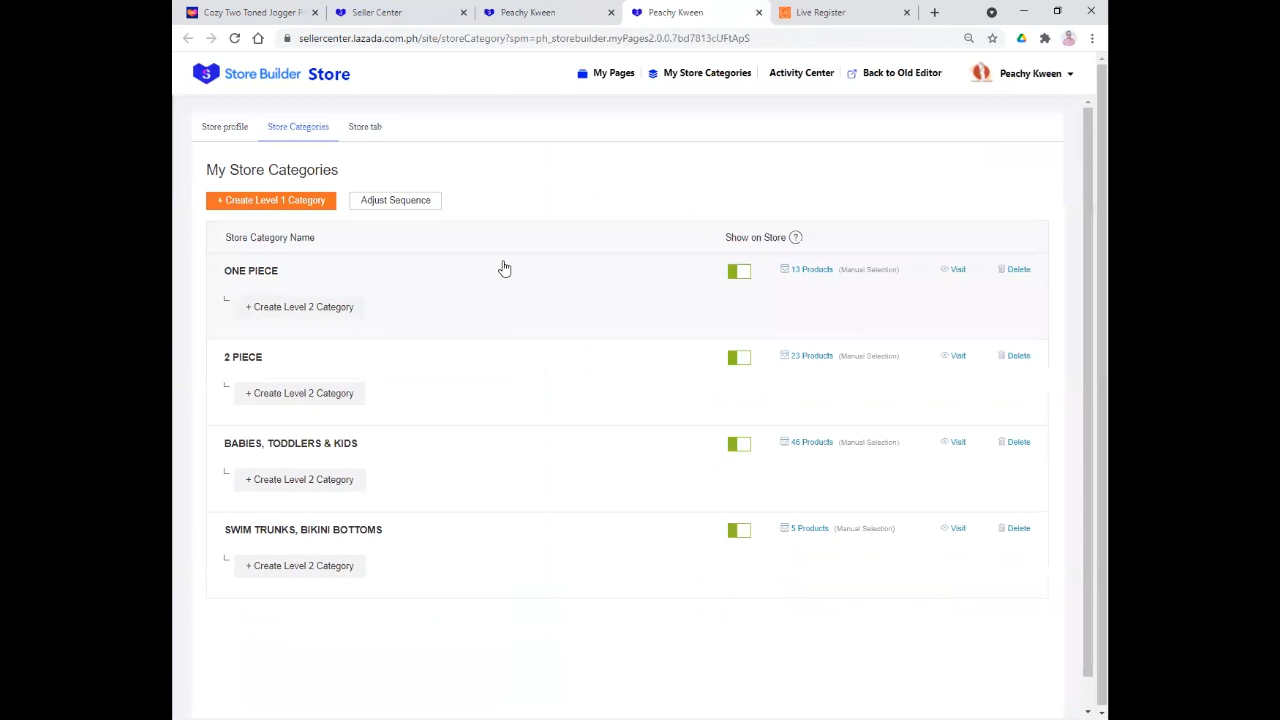 Cozy Two Toned Jogger P
Seller Center
Peachy Kween
Peachy Kween
Live Register
sellercenter.lazada.com.ph/site/storeCategory?spm=ph_storebuilder.myPages2.0.0.7bd7813cUFtApS
Store Builder Store
My Pages
My Store Categories
Activity Center
Back to Old Editor
Peachy Kween
Store profile
Store Categories
Store tab
My Store Categories
+ Create Level 1 Category
Adjust Sequence
Store Category Name
Show on Store ?
ONE PIECE
13 Products (Manual Selection)
Visit
Delete
+ Create Level 2 Category
2 PIECE
23 Products (Manual Selection)
Visit
Delete
+ Create Level 2 Category
BABIES, TODDLERS & KIDS
46 Products (Manual Selection)
Visit
Delete
+ Create Level 2 Category
SWIM TRUNKS, BIKINI BOTTOMS
5 Products (Manual Selection)
Visit
Delete
+ Create Level 2 Category